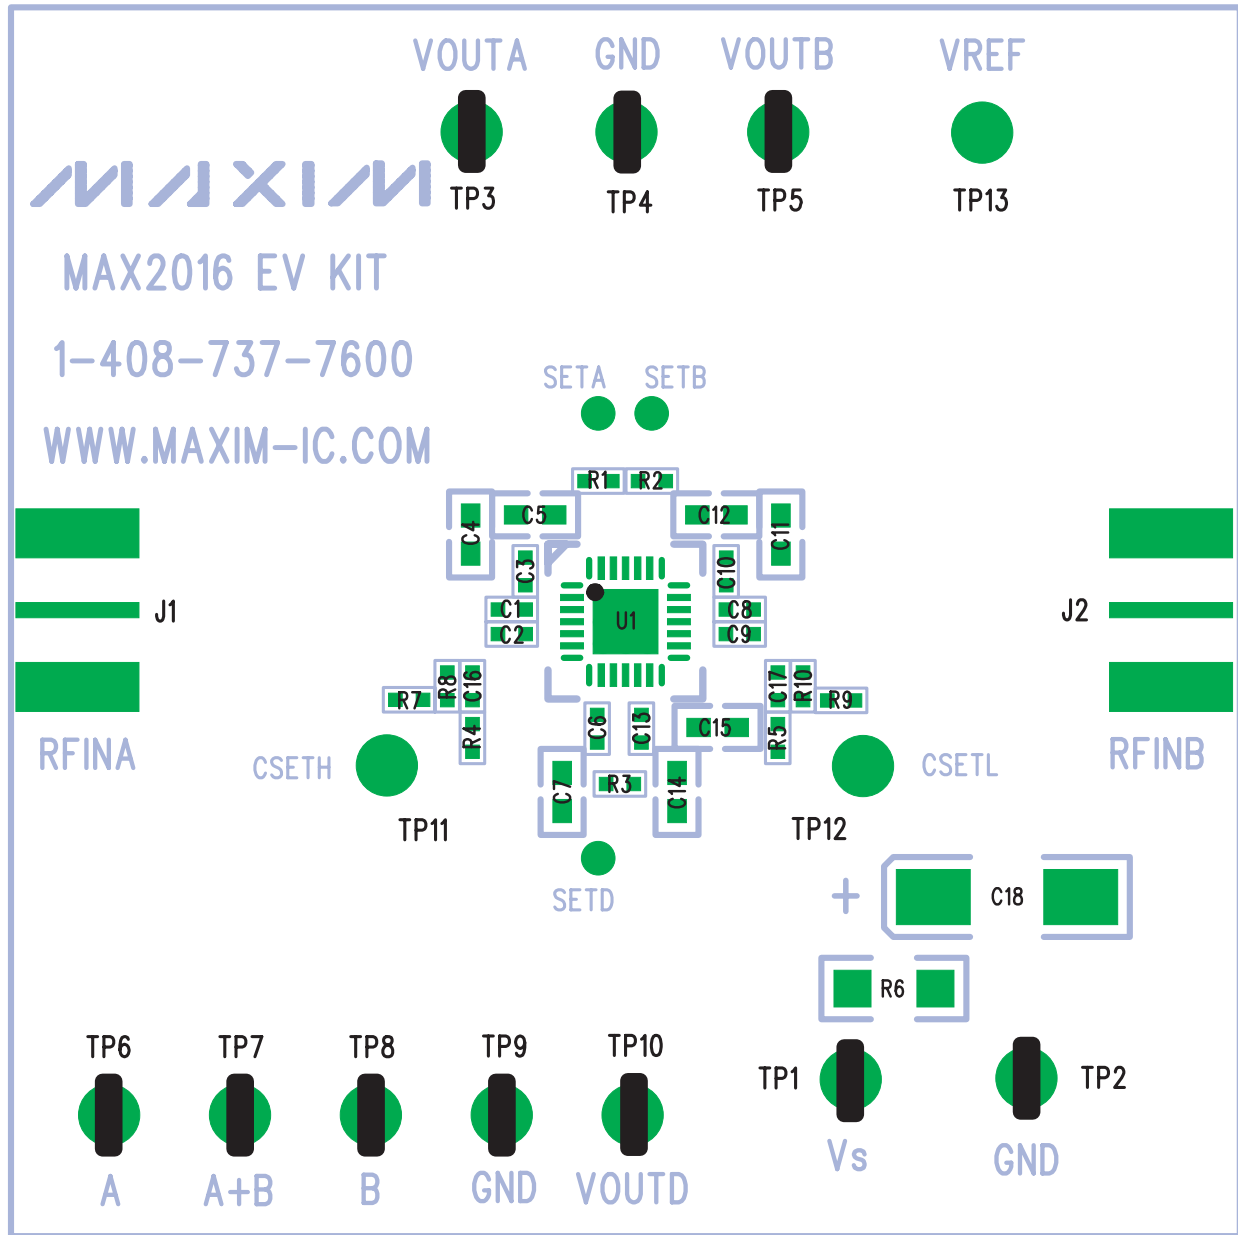 VOUTA GND VOUTB VREF
MAXIM
TP3 TP4 TP5 TP13
MAX2016 EV KIT
1-408-737-7600
SETA SETB
WWW.MAXIM-IC.COM
R1 R2
C4 C5 C12 C11
C3 C10
J1 C1 U1 C8 J2
C2 C9
R7 R8 C16 C17 R10 R9
R4 C6 C13 C15 R5
RFINA RFINB
CSETH CSETL
C7 R3 C14
TP11 TP12
SETD
+ C18
R6
TP6 TP7 TP8 TP9 TP10
TP1 TP2
Vs GND
A A+B B GND VOUTD